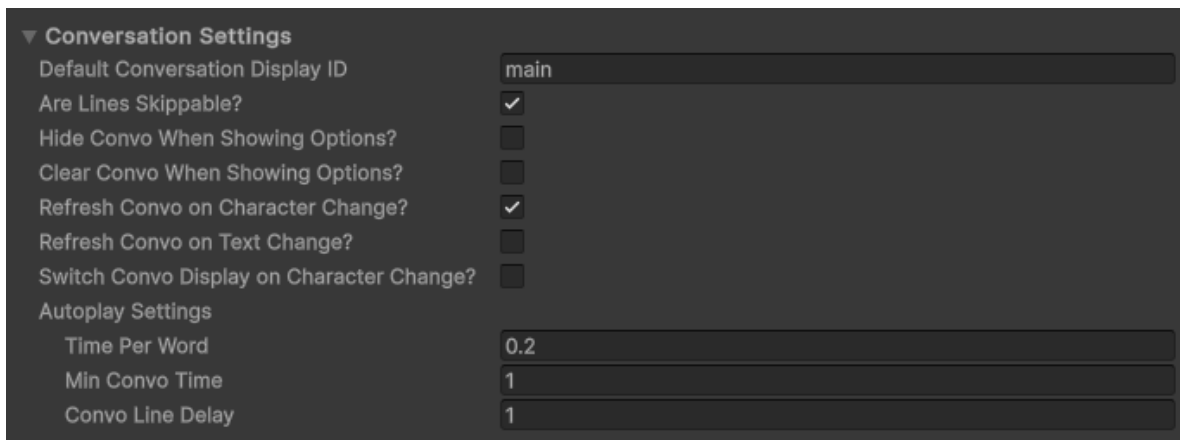 Conversation Settings
Default Conversation Display ID main
Are Lines Skippable?
Hide Convo When Showing Options?
Clear Convo When Showing Options?
Refresh Convo on Character Change?
Refresh Convo on Text Change?
Switch Convo Display on Character Change?
Autoplay Settings
Time Per Word 0.2
Min Convo Time 1
Convo Line Delay 1